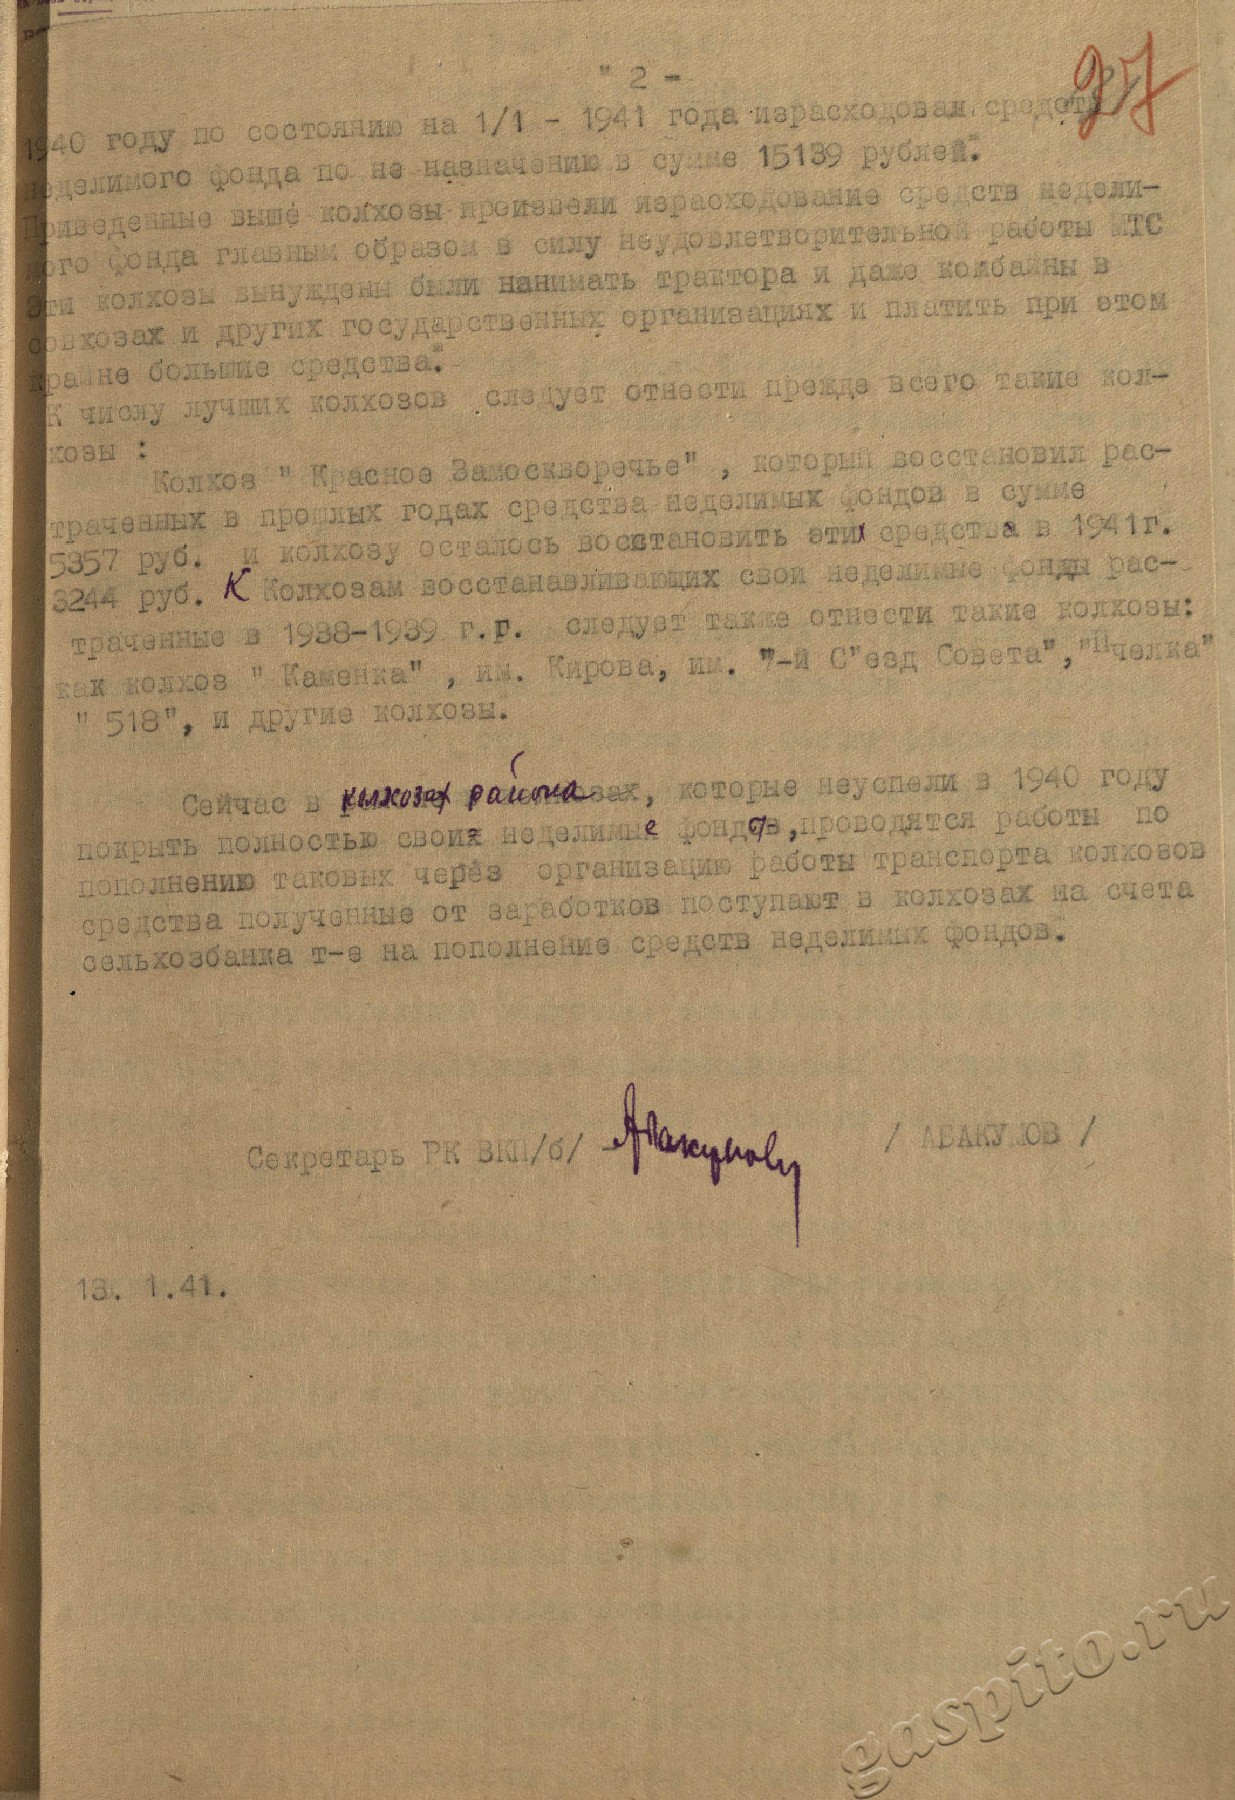 " 2 -
27
1940 году по состоянию на 1/1 - 1941 года израсходовал средств
неделимого фонда по не назначению в сумме 15139 рублей.
Приведенные выше колхозы произвели израсходование средств недели-
мого фонда главным образом в силу неудовлетворительной работы МТС
Эти колхозы вынуждены были нанимать трактора и даже комбайны в
совхозах и других государственных организациях и платить при этом
крайне большие средства.-
К числу лучших колхозов следует отнести прежде всего такие кол-
хозы :
Колхоз " Красное Замоскворечье" , который восстановил рас-
траченных в прошлых годах средства неделимых фондов в сумме
5357 руб. и колхозу осталось восстановить этих средства в 1941г.
3244 руб. К Колхозам восстанавливающих свои неделимые фонды рас-
траченные в 1938-1939 г.г. следует также отнести такие колхозы:
как колхоз " Каменка" , им. Кирова, им. "7-й С"езд Совета","Пчелка"
" 518", и другие колхозы.
Сейчас в колхозах района, которые неуспели в 1940 году
покрыть полностью свои неделимые фонды, проводятся работы по
пополнению таковых через организацию работы транспорта колхозов
средства полученные от заработков поступают в колхозах на счета
сельхозбанка т-е на пополнение средств неделимых фондов.
Секретарь РК ВКП/б/ Абакумов / АБАКУМОВ /
13. 1.41.
gaspito.ru